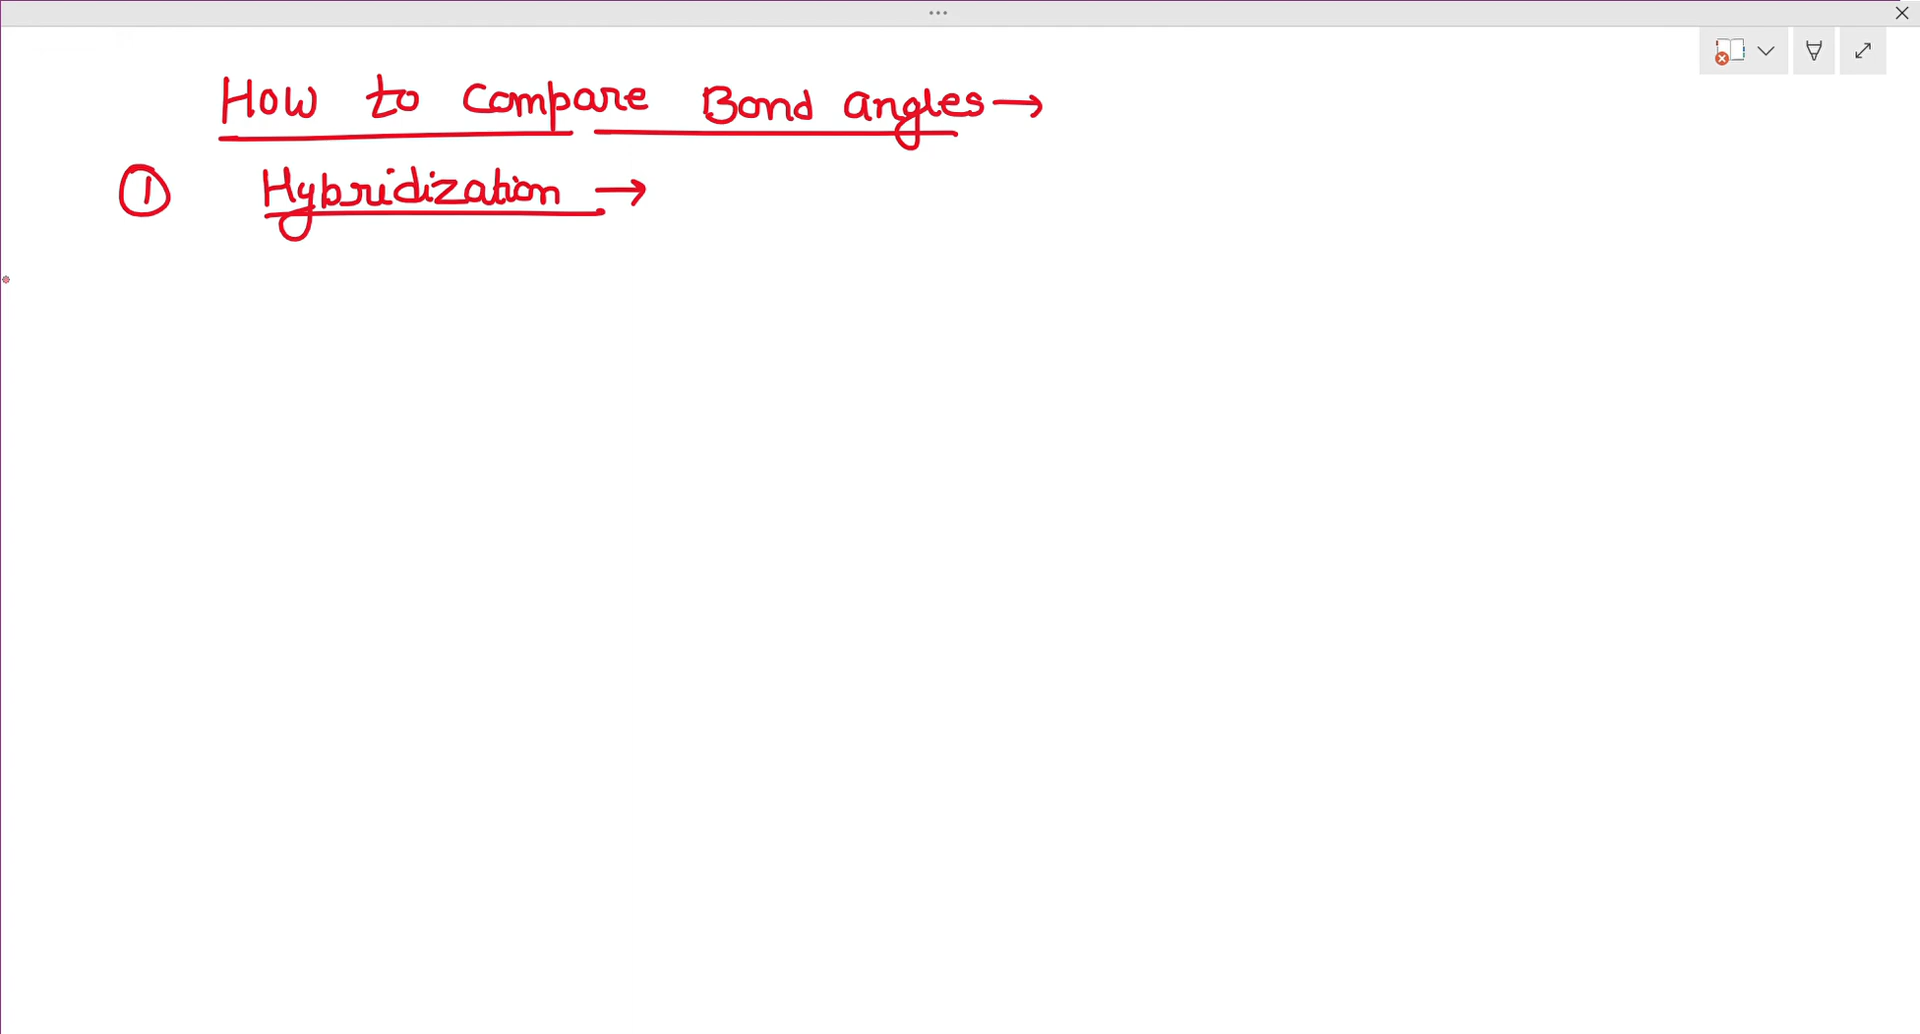 How to Compare Bond angles→
① Hybridization →